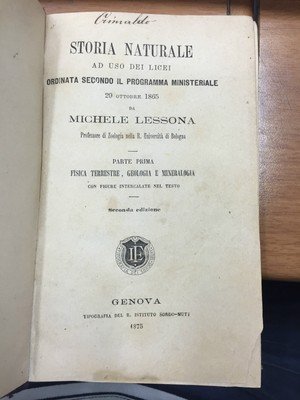 Grimaldi
STORIA NATURALE
AD USO DEI LICEI
ORDINATA SECONDO IL PROGRAMMA MINISTERIALE
20 OTTOBRE 1865
DA
MICHELE LESSONA
Professore di Zoologia nella R. Università di Bologna
PARTE PRIMA
FISICA TERRESTRE, GEOLOGIA E MINERALOGIA
CON FIGURE INTERCALATE NEL TESTO
Seconda edizione
GENOVA
TIPOGRAFIA DEL R. ISTITUTO SORDO-MUTI
1875